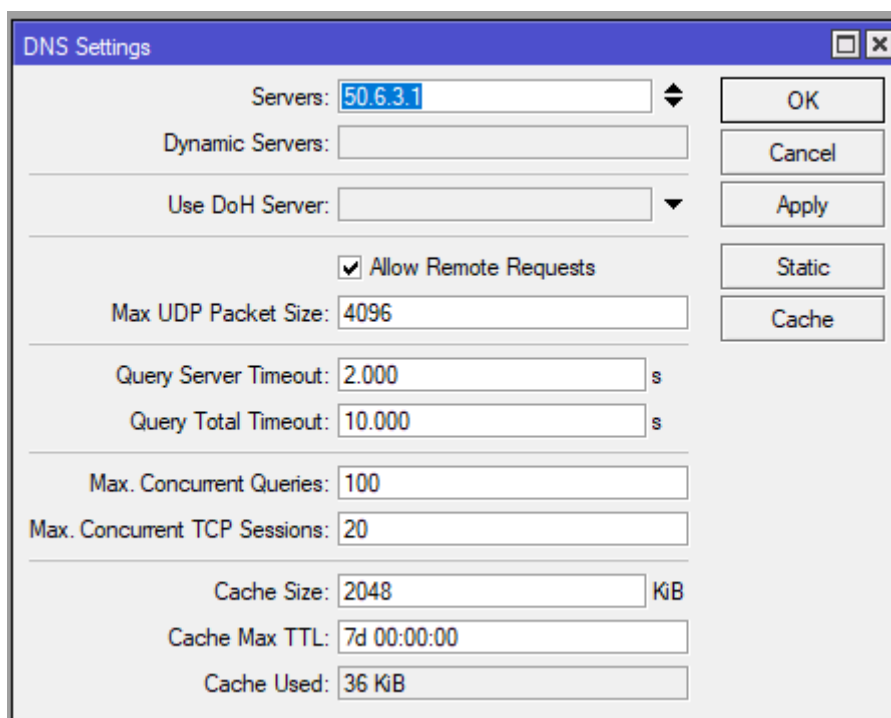 DNS Settings
Servers: 50.6.3.1
OK
Dynamic Servers:
Cancel
Use DoH Server:
Apply
Allow Remote Requests
Static
Max UDP Packet Size: 4096
Cache
Query Server Timeout: 2.000 s
Query Total Timeout: 10.000 s
Max. Concurrent Queries: 100
Max. Concurrent TCP Sessions: 20
Cache Size: 2048 KiB
Cache Max TTL: 7d 00:00:00
Cache Used: 36 KiB